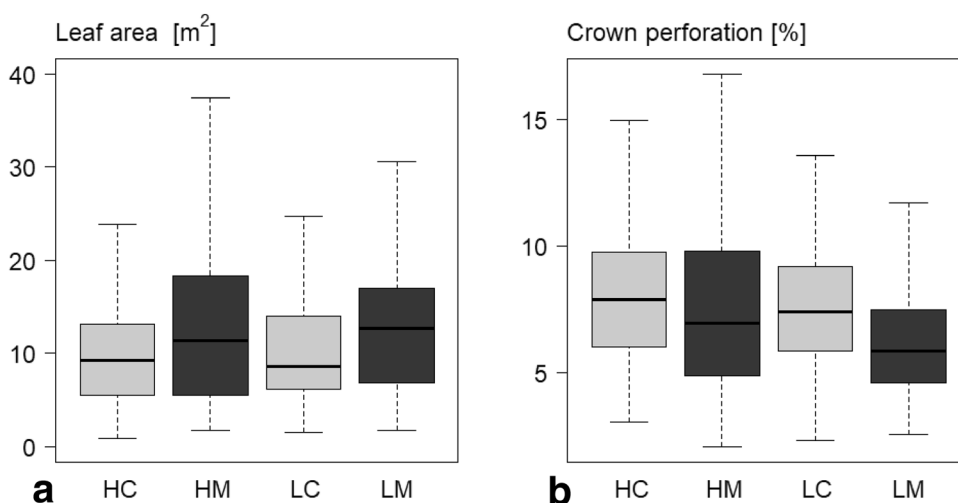 Leaf area [m²]
40
30
20
10
0
HC HM LC LM
a
Crown perforation [%]
15
10
5
HC HM LC LM
b